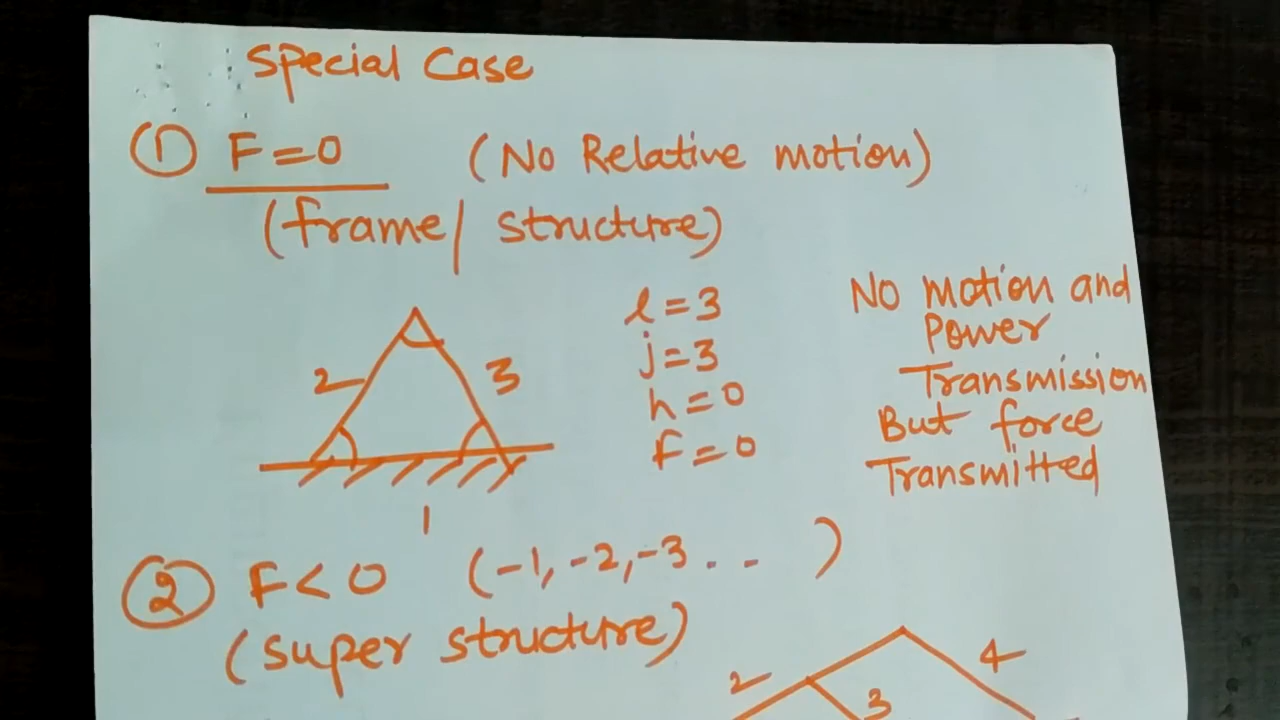 Special Case
① F=0 (No Relative motion)
(frame/ structure)
2 3
l=3
j=3
h=0
F=0
No motion and
Power
Transmission
But force
Transmitted
1
② F<0 (-1,-2,-3.. )
(super structure)
2 3 4